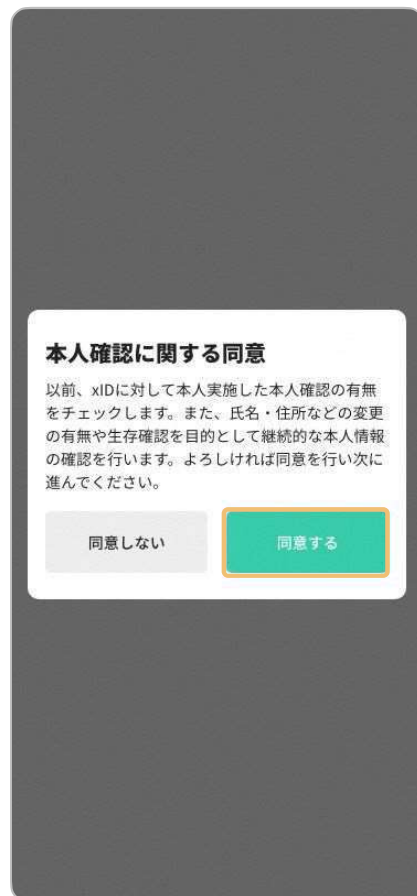 本人確認に関する同意
以前、xIDに対して本人実施した本人確認の有無
をチェックします。また、氏名・住所などの変更
の有無や生存確認を目的として継続的な本人情報
の確認を行います。よろしければ同意を行い次に
進んでください。
同意しない
同意する